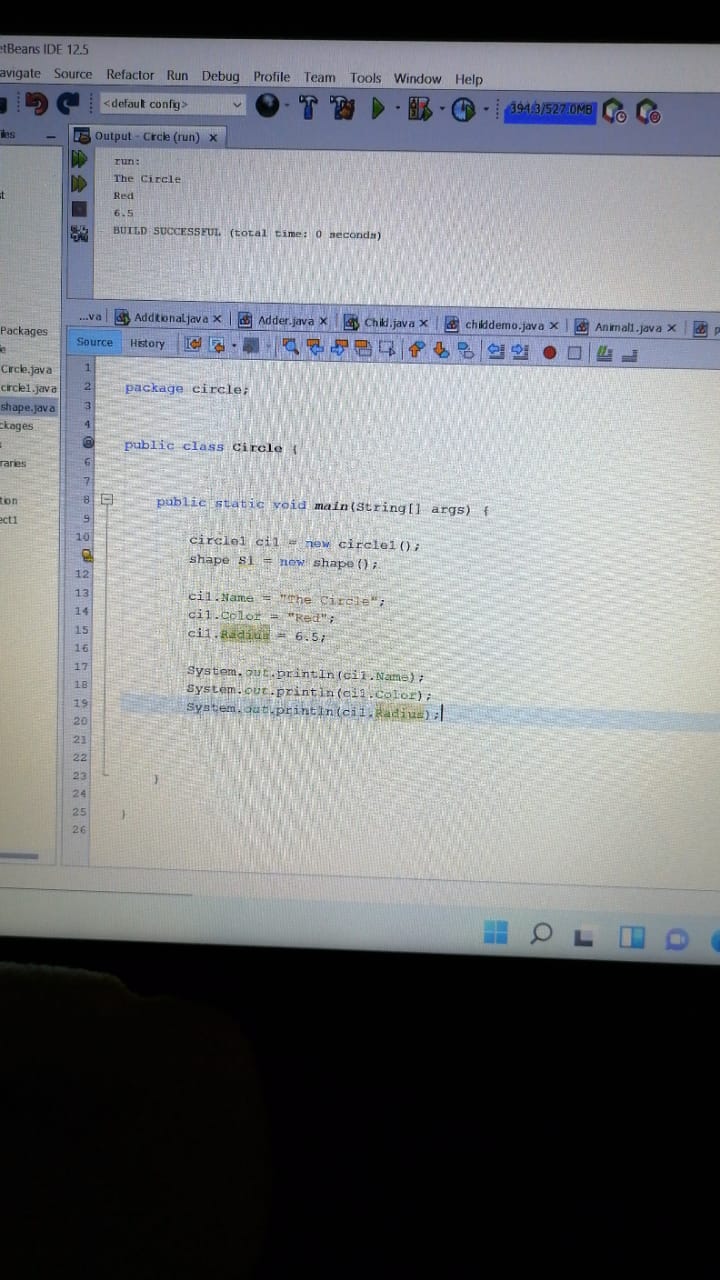 etBeans IDE 12.5
avigate Source Refactor Run Debug Profile Team Tools Window Help
<default config> 394.3/527.0MB
iles Output - Circle (run) x
run:
The Circle
Red
6.5
BUILD SUCCESSFUL (total time: 0 seconds)
st
...va Additional.java x Adder.java x Child.java x childdemo.java x Animal1.java x p
Source History
Packages
e
Circle.java
circle1.java
shape.java
ckages
s
raries
tion
ect1
1
2 package circle;
3
4
public class Circle {
6
7
8 public static void main(String[] args) {
9
10 circle1 ci1 = new circle1();
shape s1 = new shape();
12
13 ci1.Name = "The Circle";
14 ci1.Color = "Red";
15 ci1.Radius = 6.5;
16
17 System.out.println(ci1.Name);
18 System.out.println(ci1.Color);
19 System.out.println(ci1.Radius);
20
21
22
23 }
24
25 }
26